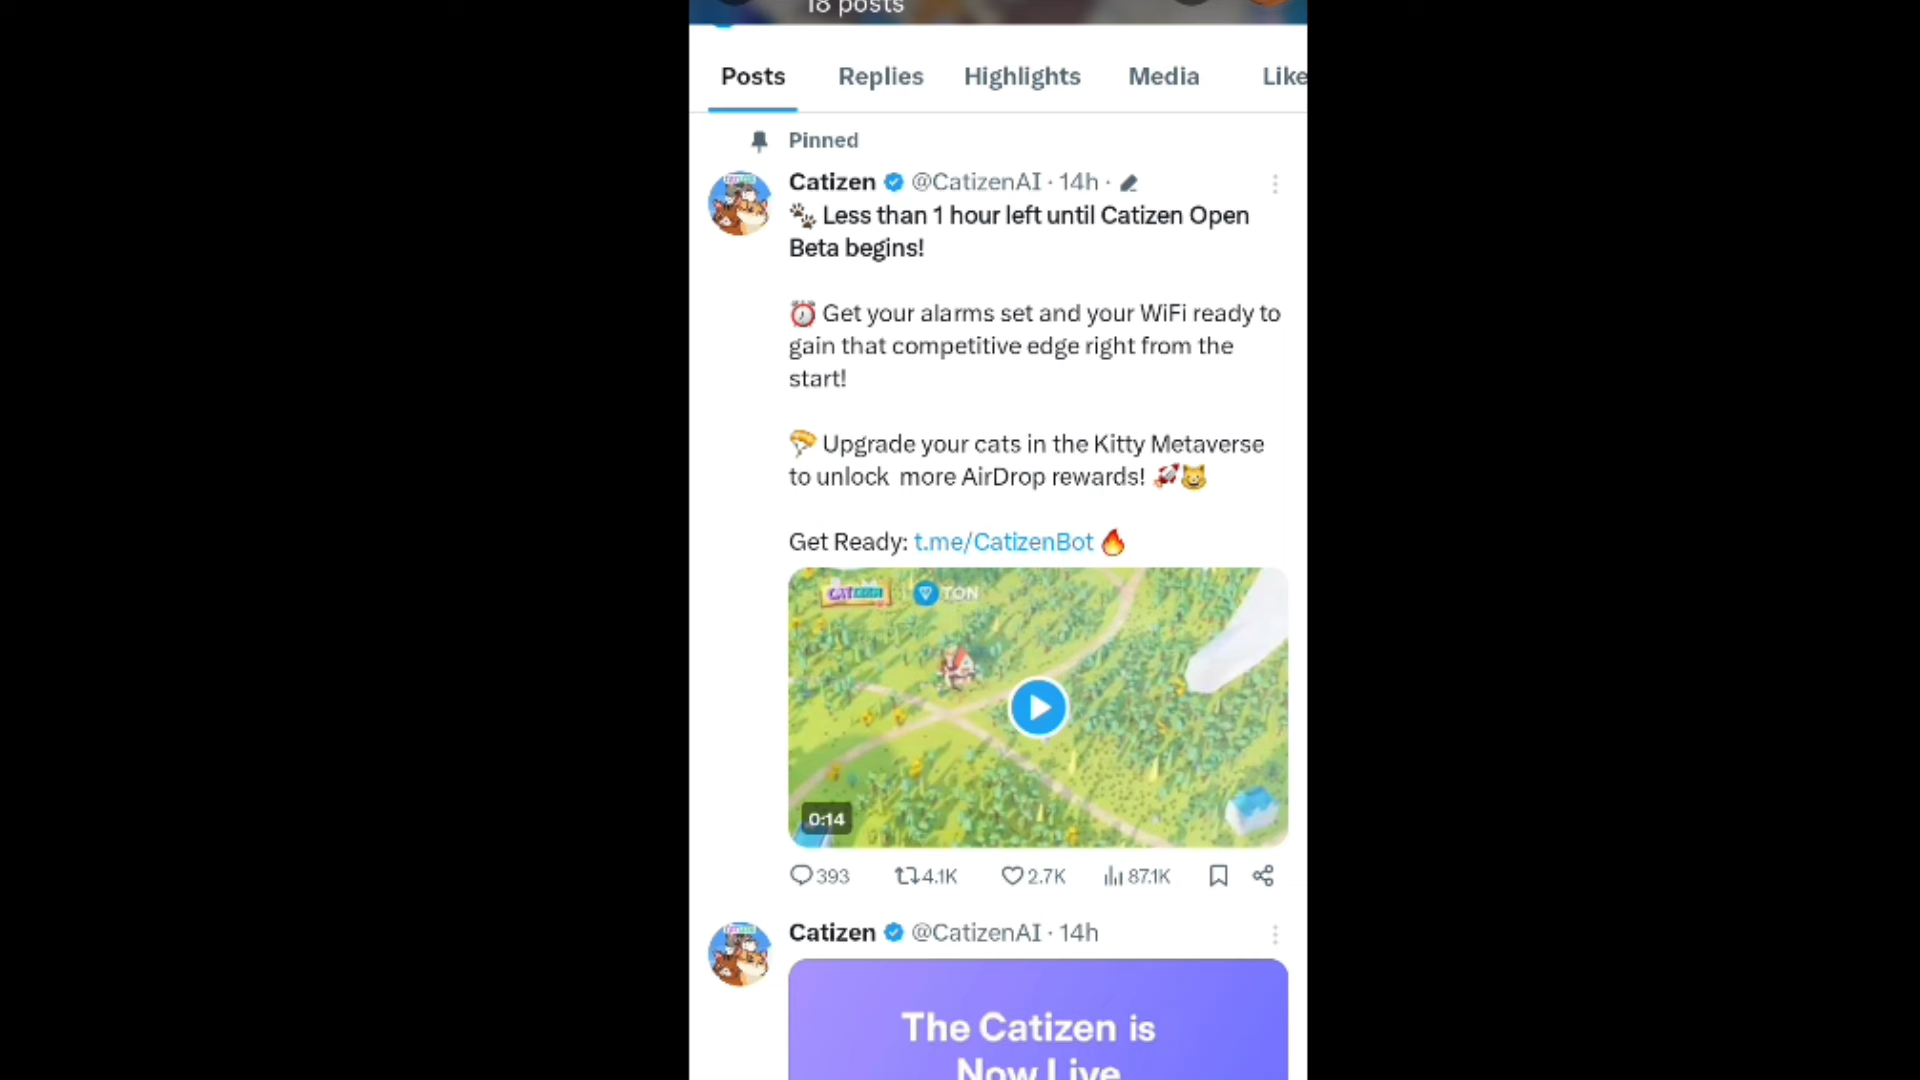 18 posts
Posts Replies Highlights Media Like
Pinned
Catizen @CatizenAI · 14h ·
🐾 Less than 1 hour left until Catizen Open
Beta begins!
⏰ Get your alarms set and your WiFi ready to
gain that competitive edge right from the
start!
🪂 Upgrade your cats in the Kitty Metaverse
to unlock more AirDrop rewards! 🚀😺
Get Ready: t.me/CatizenBot 🔥
CATIZEN TON
0:14
393 4.1K 2.7K 87.1K
Catizen @CatizenAI · 14h
The Catizen is
Now Live